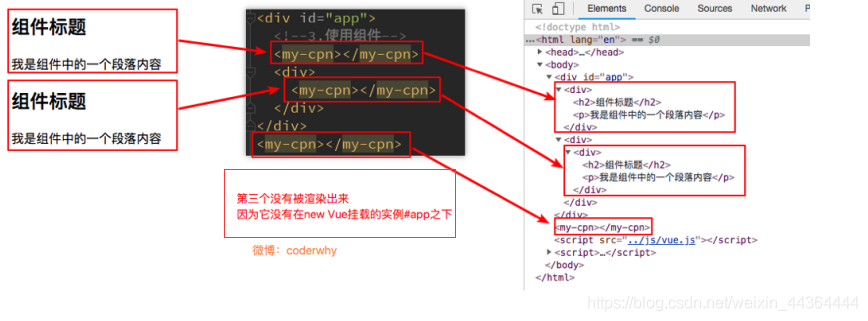 组件标题
我是组件中的一个段落内容
组件标题
我是组件中的一个段落内容
<div id="app">
<!--3.使用组件-->
<my-cpn></my-cpn>
<div>
<my-cpn></my-cpn>
</div>
</div>
<my-cpn></my-cpn>
第三个没有被渲染出来
因为它没有在new Vue挂载的实例#app之下
微博：coderwhy
Elements Console Sources Network
<!doctype html>
<html lang="en"> == $0
<head>…</head>
<body>
<div id="app">
<div>
<h2>组件标题</h2>
<p>我是组件中的一个段落内容</p>
</div>
<div>
<div>
<h2>组件标题</h2>
<p>我是组件中的一个段落内容</p>
</div>
</div>
</div>
<my-cpn></my-cpn>
<script src="../js/vue.js"></script>
<script>…</script>
</body>
</html>
https://blog.csdn.net/weixin_44364444